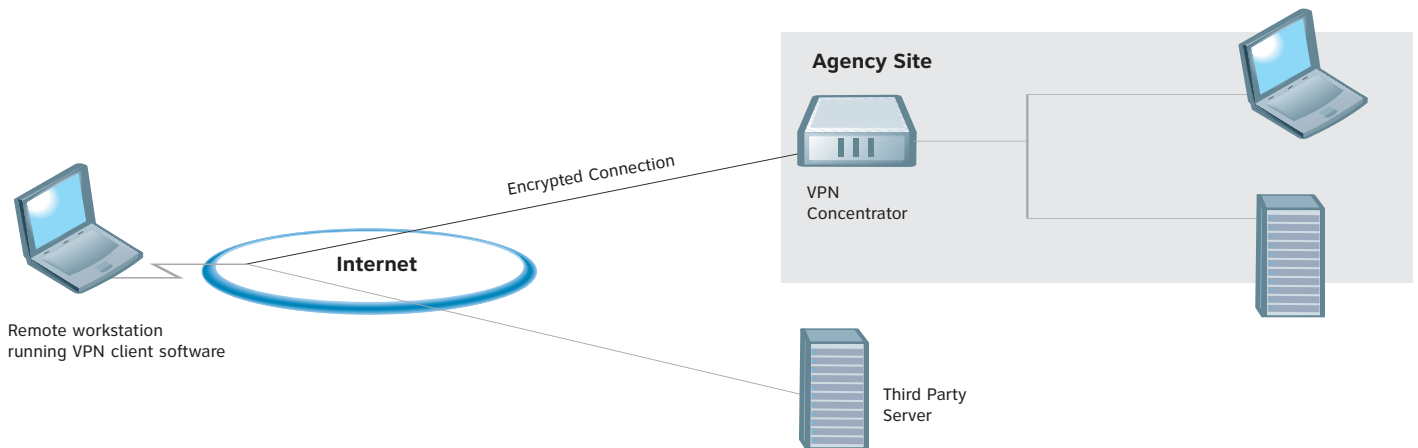 Agency Site
Encrypted Connection
VPN
Concentrator
Internet
Remote workstation
running VPN client software
Third Party
Server